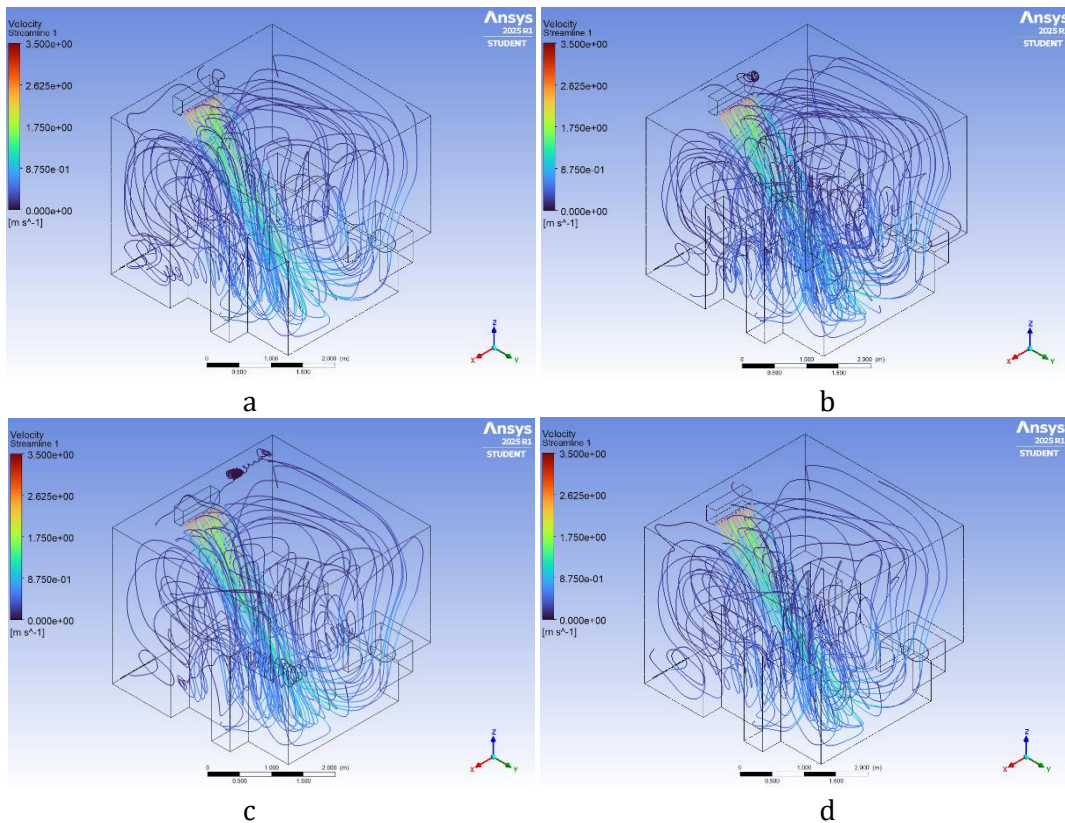 Velocity
Streamline 1
3.500e+00
2.625e+00
1.750e+00
8.750e-01
0.000e+00
[m s^-1]
Ansys
2025 R1
STUDENT
Z
X
Y
0
1.000
2.000 (m)
0.500
1.500
a
Velocity
Streamline 1
3.500e+00
2.625e+00
1.750e+00
8.750e-01
0.000e+00
[m s^-1]
Ansys
2025 R1
STUDENT
Z
X
Y
0
1.000
2.000 (m)
0.500
1.500
b
Velocity
Streamline 1
3.500e+00
2.625e+00
1.750e+00
8.750e-01
0.000e+00
[m s^-1]
Ansys
2025 R1
STUDENT
Z
X
Y
0
1.000
2.000 (m)
0.500
1.500
c
Velocity
Streamline 1
3.500e+00
2.625e+00
1.750e+00
8.750e-01
0.000e+00
[m s^-1]
Ansys
2025 R1
STUDENT
Z
X
Y
0
1.000
2.000 (m)
0.500
1.500
d